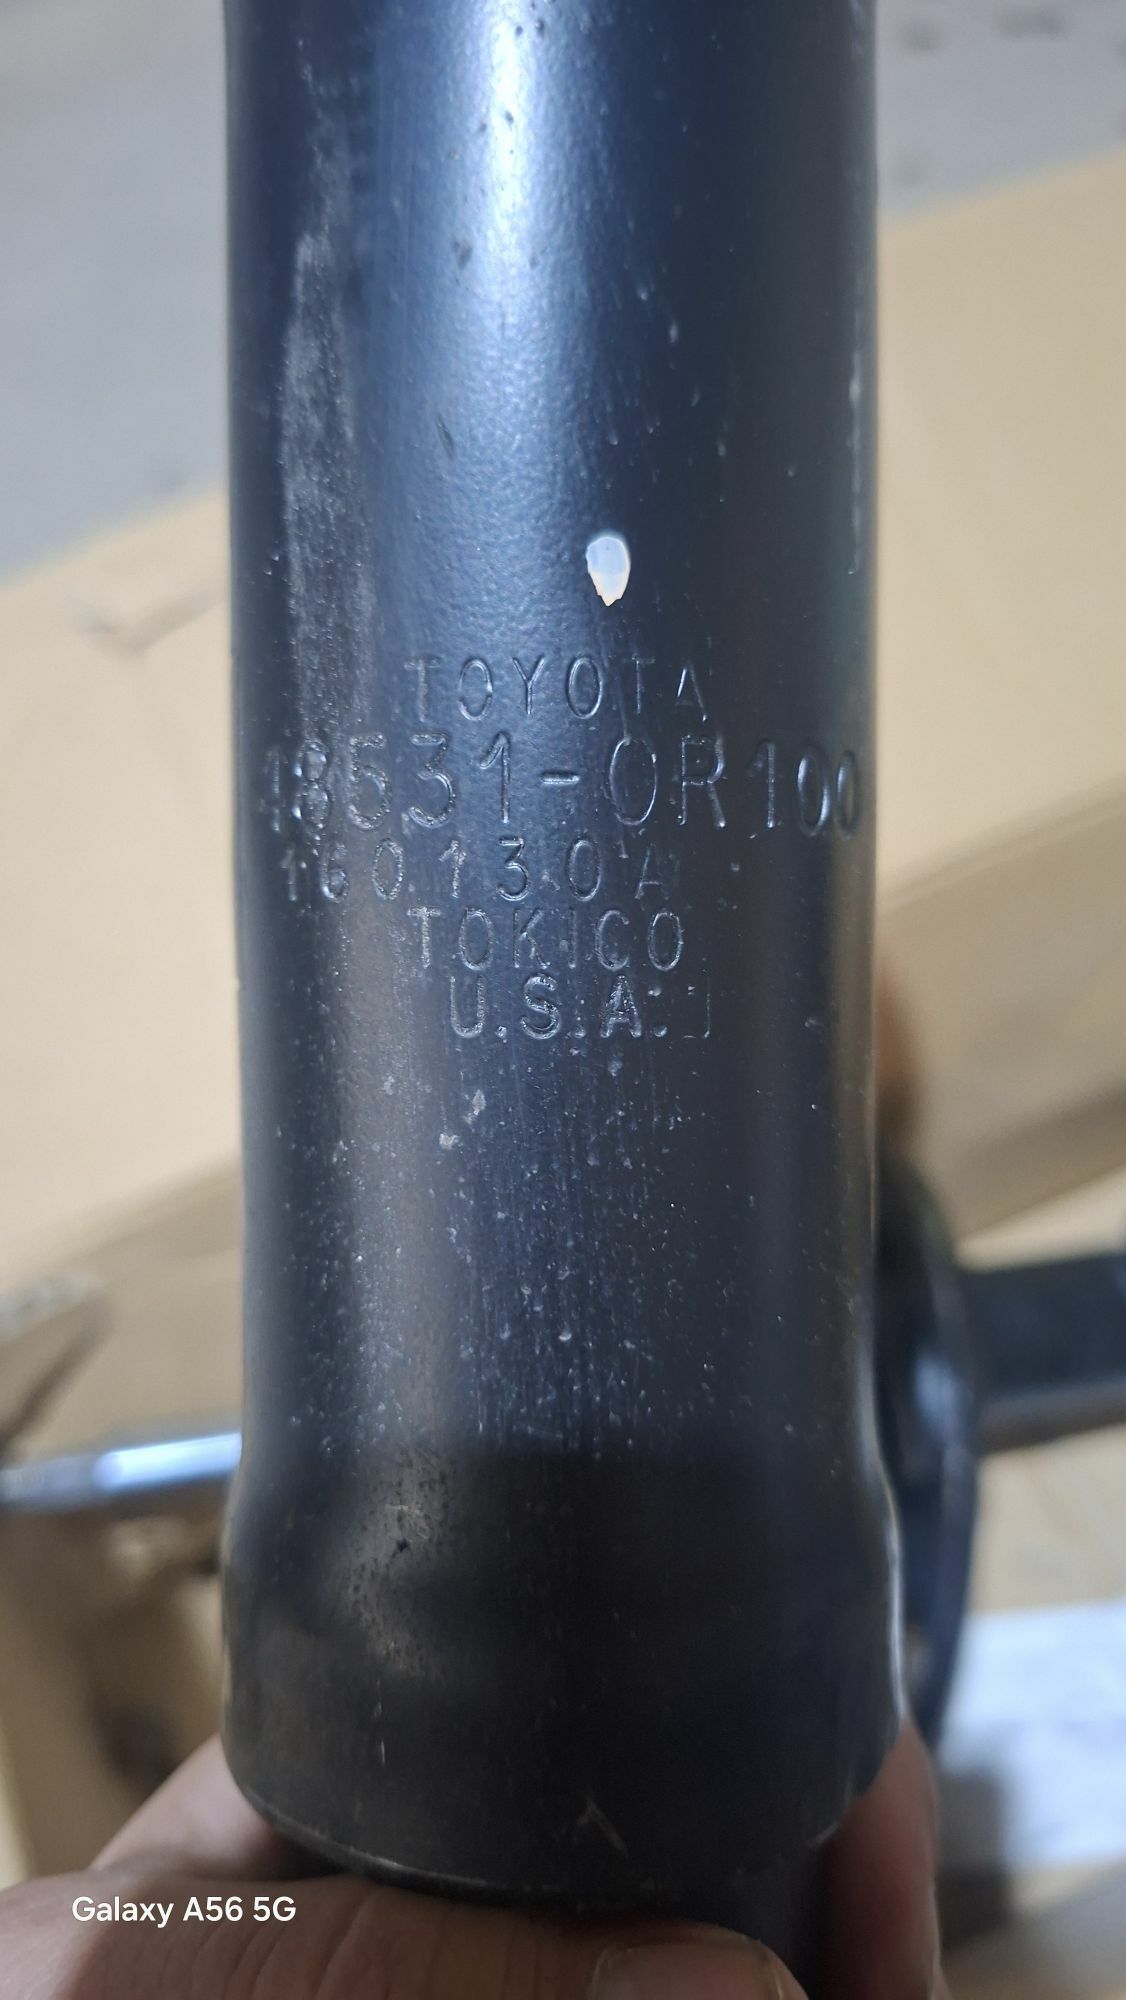 TOYOTA
48531-0R100
160130A
TOKICO
U.S.A.
Galaxy A56 5G